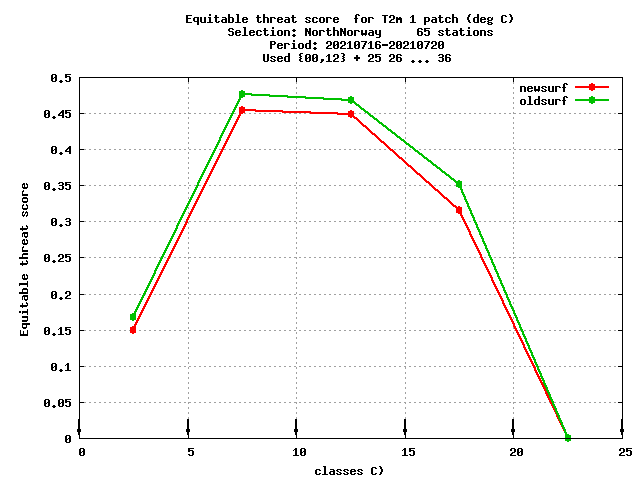 Equitable threat score  for T2m 1 patch (deg C)
Selection: NorthNorway     65 stations
Period: 20210716-20210720
Used {00,12} + 25 26 ... 36
newsurf
oldsurf
Equitable threat score
0.5
0.45
0.4
0.35
0.3
0.25
0.2
0.15
0.1
0.05
0
0 5 10 15 20 25
classes C)